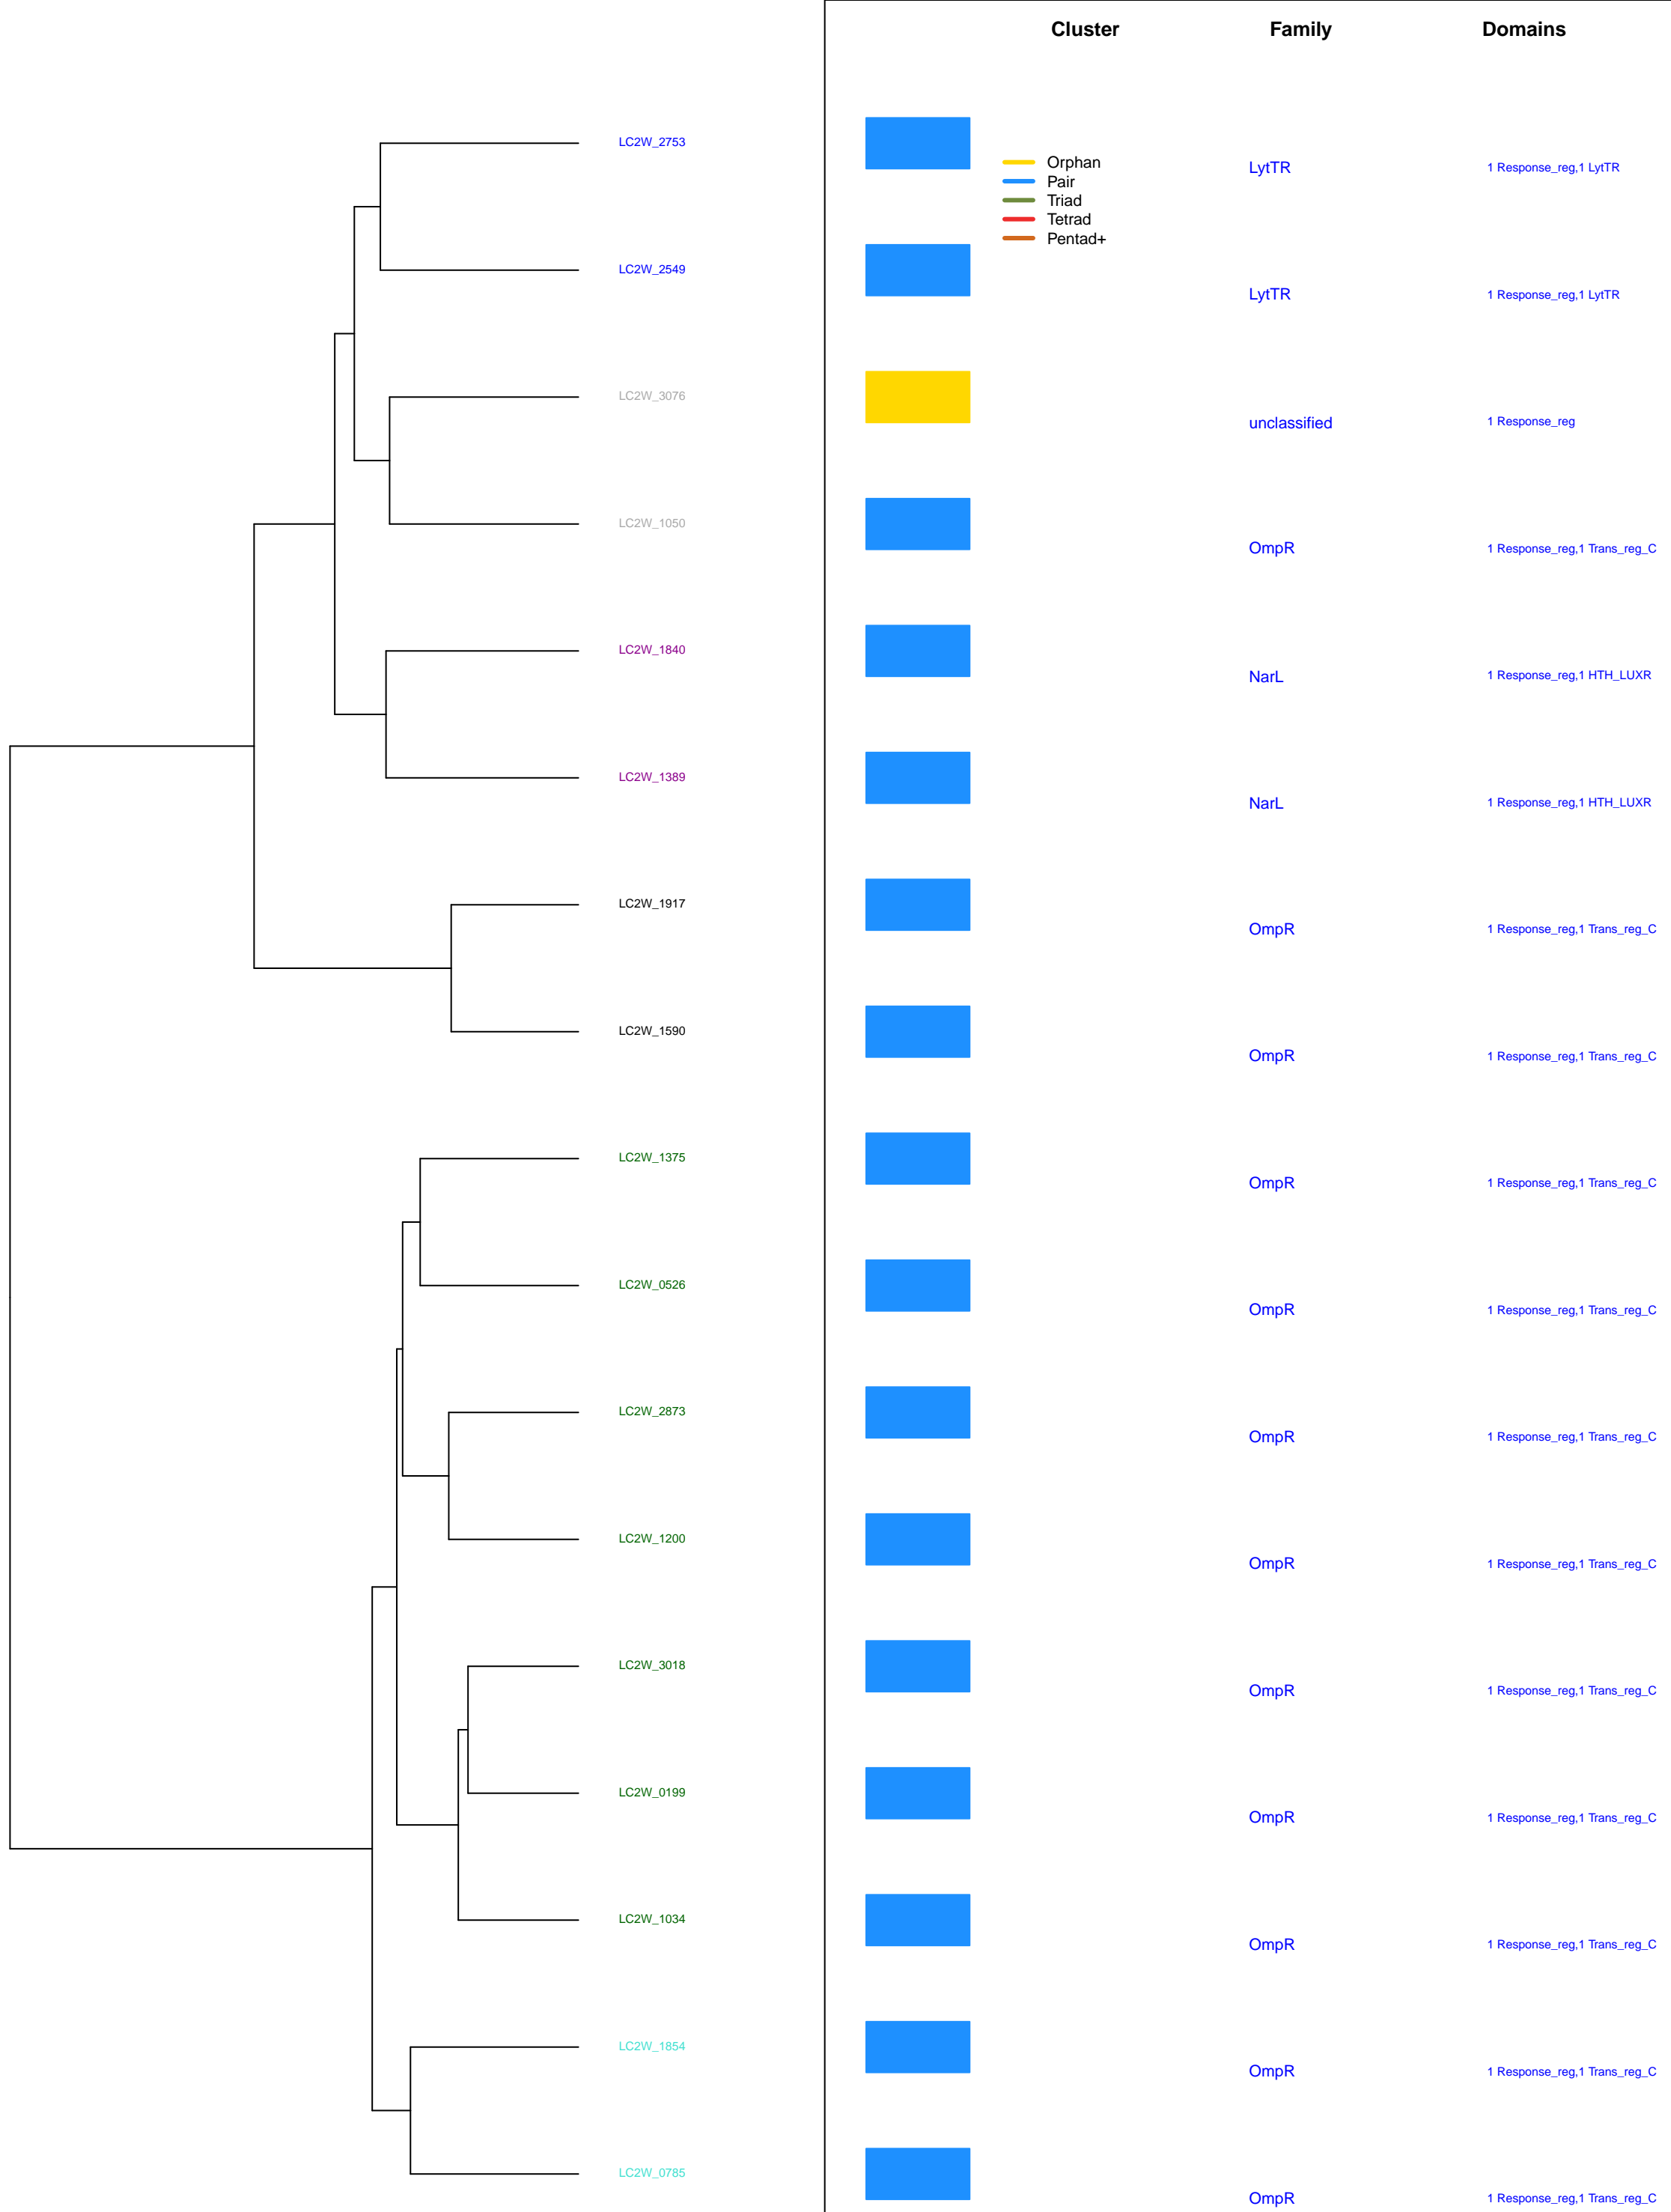 Cluster Family Domains
LC2W_2753
Orphan
LytTR 1 Response_reg,1 LytTR
Pair
Triad
Tetrad
Pentad+
LC2W_2549
LytTR 1 Response_reg,1 LytTR
LC2W_3076
unclassified 1 Response_reg
LC2W_1050
OmpR 1 Response_reg,1 Trans_reg_C
LC2W_1840
NarL 1 Response_reg,1 HTH_LUXR
LC2W_1389
NarL 1 Response_reg,1 HTH_LUXR
LC2W_1917
OmpR 1 Response_reg,1 Trans_reg_C
LC2W_1590
OmpR 1 Response_reg,1 Trans_reg_C
LC2W_1375
OmpR 1 Response_reg,1 Trans_reg_C
LC2W_0526
OmpR 1 Response_reg,1 Trans_reg_C
LC2W_2873
OmpR 1 Response_reg,1 Trans_reg_C
LC2W_1200
OmpR 1 Response_reg,1 Trans_reg_C
LC2W_3018
OmpR 1 Response_reg,1 Trans_reg_C
LC2W_0199
OmpR 1 Response_reg,1 Trans_reg_C
LC2W_1034
OmpR 1 Response_reg,1 Trans_reg_C
LC2W_1854
OmpR 1 Response_reg,1 Trans_reg_C
LC2W_0785
OmpR 1 Response_reg,1 Trans_reg_C